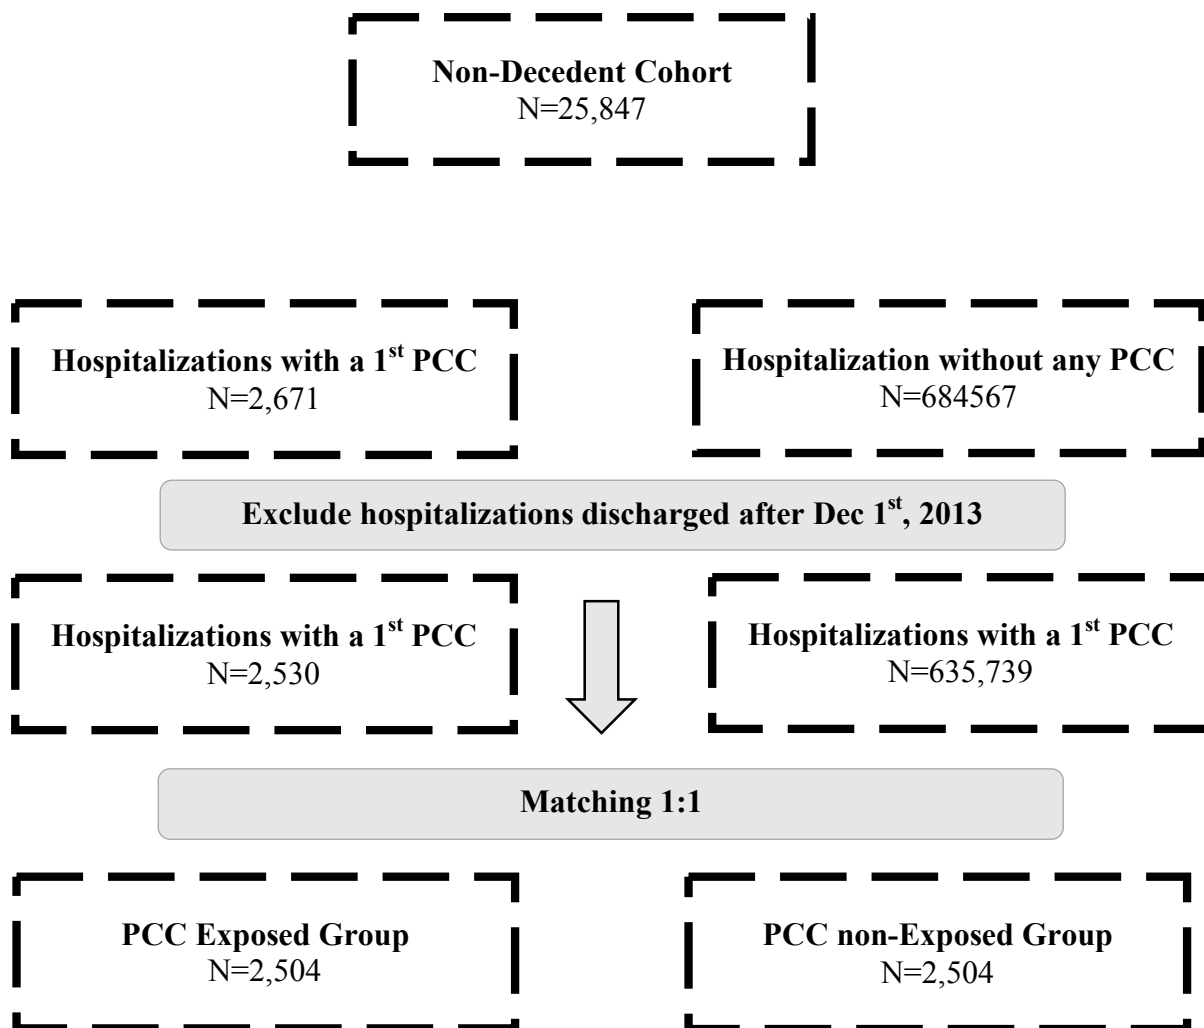 Non-Decedent Cohort
N=25,847
Hospitalizations with a 1st PCC
N=2,671
Hospitalization without any PCC
N=684567
Exclude hospitalizations discharged after Dec 1st, 2013
Hospitalizations with a 1st PCC
N=2,530
Hospitalizations with a 1st PCC
N=635,739
Matching 1:1
PCC Exposed Group
N=2,504
PCC non-Exposed Group
N=2,504